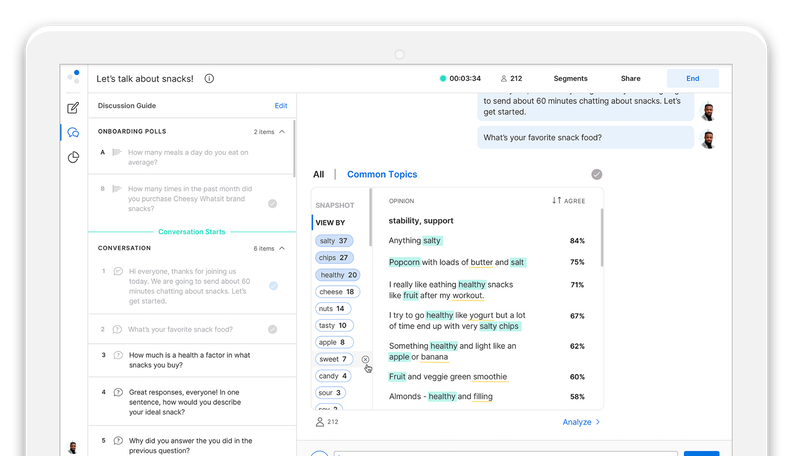 Let's talk about snacks!
00:03:34
212
Segments
Share
End
Discussion Guide
Edit
ONBOARDING POLLS
2 items
A
How many meals a day do you eat on
average?
B
How many times in the past month did
you purchase Cheesy Whatsit brand
snacks?
Conversation Starts
CONVERSATION
6 items
1
Hi everyone, thanks for joining us
today. We are going to send about 60
minutes chatting about snacks. Let's
get started.
2
What's your favorite snack food?
3
How much is a health a factor in what
snacks you buy?
4
Great responses, everyone! In one
sentence, how would you describe
your ideal snack?
5
Why did you answer the you did in the
previous question?
to send about 60 minutes chatting about snacks. Let's
get started.
What's your favorite snack food?
All
Common Topics
SNAPSHOT
VIEW BY
salty 37
chips 27
healthy 20
cheese 18
nuts 14
tasty 10
apple 8
sweet 7
candy 4
sour 3
OPINION
AGREE
stability, support
Anything salty
84%
Popcorn with loads of butter and salt
75%
I really like eathing healthy snacks
like fruit after my workout.
71%
I try to go healthy like yogurt but a lot
of time end up with very salty chips
67%
Something healthy and light like an
apple or banana
62%
Fruit and veggie green smoothie
60%
Almonds - healthy and filling
58%
212
Analyze